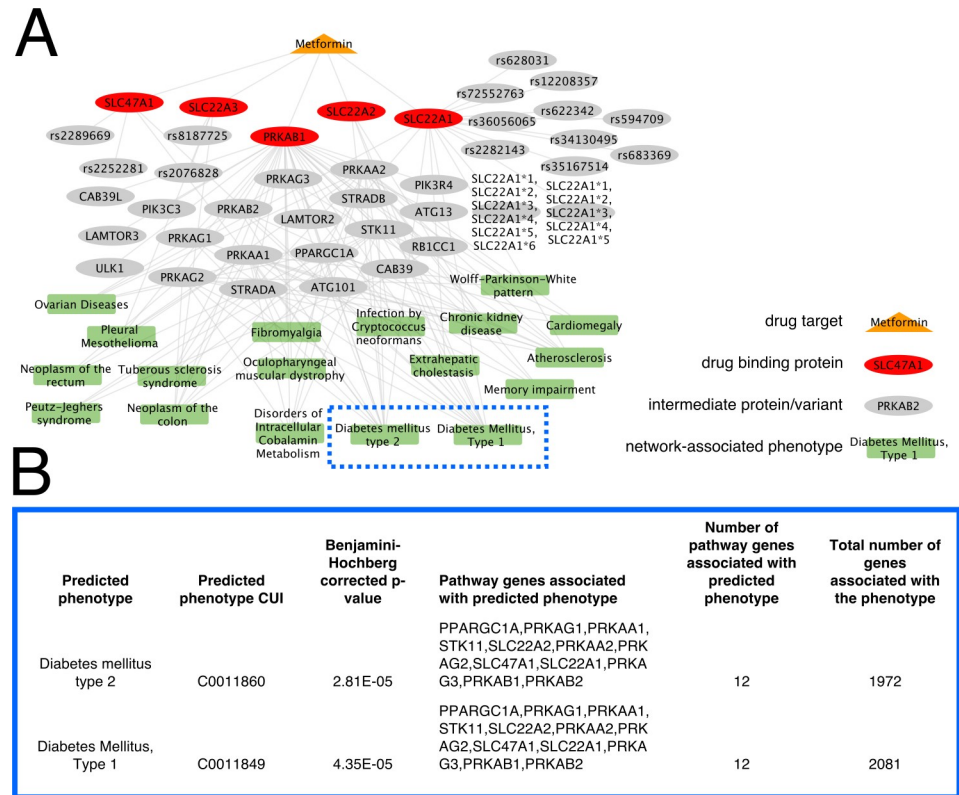 A
Metformin
SLC47A1
SLC22A3
SLC22A2
SLC22A1
PRKAB1
rs628031
rs12208357
rs72552763
rs622342
rs594709
rs36056065
rs34130495
rs2282143
rs683369
rs35167514
rs2289669
rs8187725
rs2252281
rs2076828
SLC22A1*1,
SLC22A1*2,
SLC22A1*3,
SLC22A1*4,
SLC22A1*5,
SLC22A1*6
SLC22A1*1,
SLC22A1*2,
SLC22A1*3,
SLC22A1*4,
SLC22A1*5
PRKAG3
PRKAA2
PIK3R4
CAB39L
PIK3C3
PRKAB2
STRADB
ATG13
LAMTOR2
STK11
LAMTOR3
PRKAG1
RB1CC1
PRKAA1
PPARGC1A
ULK1
PRKAG2
CAB39
STRADA
ATG101
Wolff-Parkinson-White
pattern
Ovarian Diseases
Pleural
Mesothelioma
Fibromyalgia
Infection by
Cryptococcus
neoformans
Chronic kidney
disease
Cardiomegaly
Neoplasm of the
rectum
Tuberous sclerosis
syndrome
Oculopharyngeal
muscular dystrophy
Extrahepatic
cholestasis
Atherosclerosis
Memory impairment
Peutz-Jeghers
syndrome
Neoplasm of the
colon
Disorders of
Intracellular
Cobalamin
Metabolism
Diabetes mellitus
type 2
Diabetes Mellitus,
Type 1
drug target
Metformin
drug binding protein
SLC47A1
intermediate protein/variant
PRKAB2
network-associated phenotype
Diabetes Mellitus,
Type 1
B
Predicted
phenotype
Predicted
phenotype CUI
Benjamini-
Hochberg
corrected p-
value
Pathway genes associated
with predicted phenotype
Number of
pathway genes
associated with
predicted
phenotype
Total number of
genes
associated with
the phenotype
Diabetes mellitus
type 2
C0011860
2.81E-05
PPARGC1A,PRKAG1,PRKAA1,
STK11,SLC22A2,PRKAA2,PRK
AG2,SLC47A1,SLC22A1,PRKA
G3,PRKAB1,PRKAB2
12
1972
Diabetes Mellitus,
Type 1
C0011849
4.35E-05
PPARGC1A,PRKAG1,PRKAA1,
STK11,SLC22A2,PRKAA2,PRK
AG2,SLC47A1,SLC22A1,PRKA
G3,PRKAB1,PRKAB2
12
2081